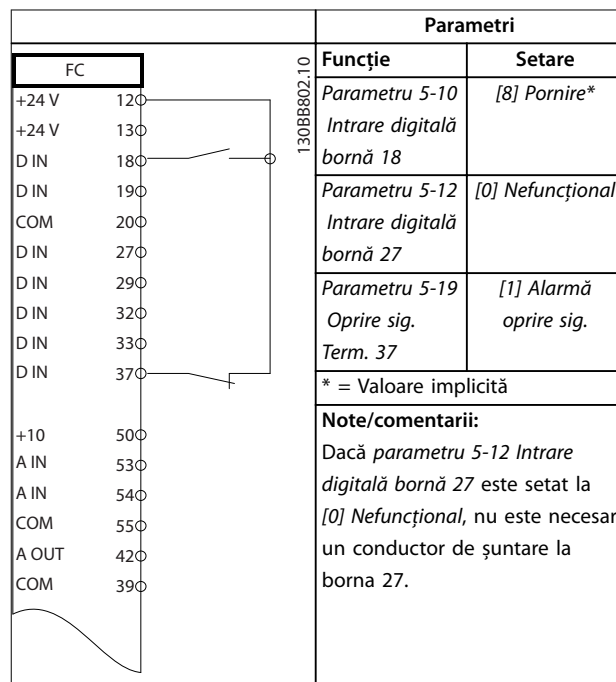 FC
+24 V 12
+24 V 13
D IN 18
D IN 19
COM 20
D IN 27
D IN 29
D IN 32
D IN 33
D IN 37
+10 50
A IN 53
A IN 54
COM 55
A OUT 42
COM 39
130BB802.10
Parametri
Funcție Setare
Parametru 5-10 [8] Pornire*
Intrare digitală
bornă 18
Parametru 5-12 [0] Nefuncțional
Intrare digitală
bornă 27
Parametru 5-19 [1] Alarmă
Oprire sig. oprire sig.
Term. 37
* = Valoare implicită
Note/comentarii:
Dacă parametru 5-12 Intrare
digitală bornă 27 este setat la
[0] Nefuncțional, nu este necesar
un conductor de șuntare la
borna 27.